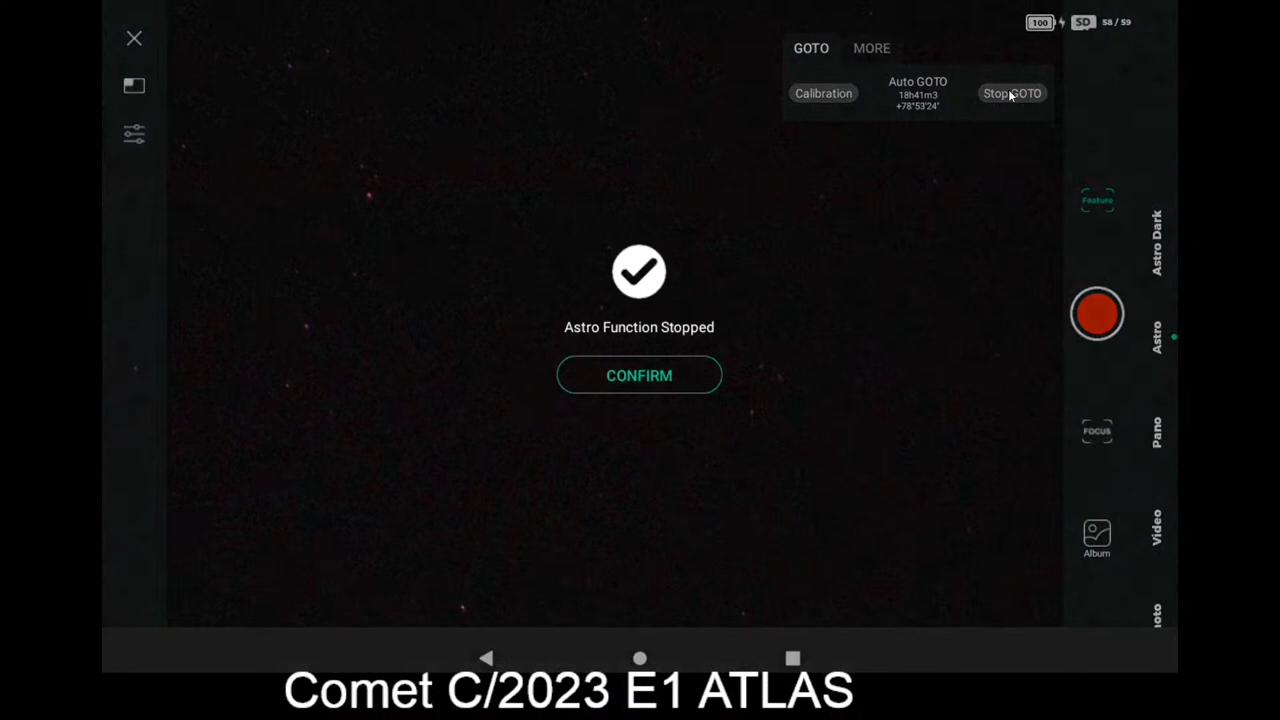 100
SD
58 / 59
GOTO MORE
Calibration
Auto GOTO
18h41m3
+78°53'24"
Stop GOTO
Feature
Astro Dark
Astro
Astro Function Stopped
CONFIRM
FOCUS
Pano
Video
Album
oto
Comet C/2023 E1 ATLAS